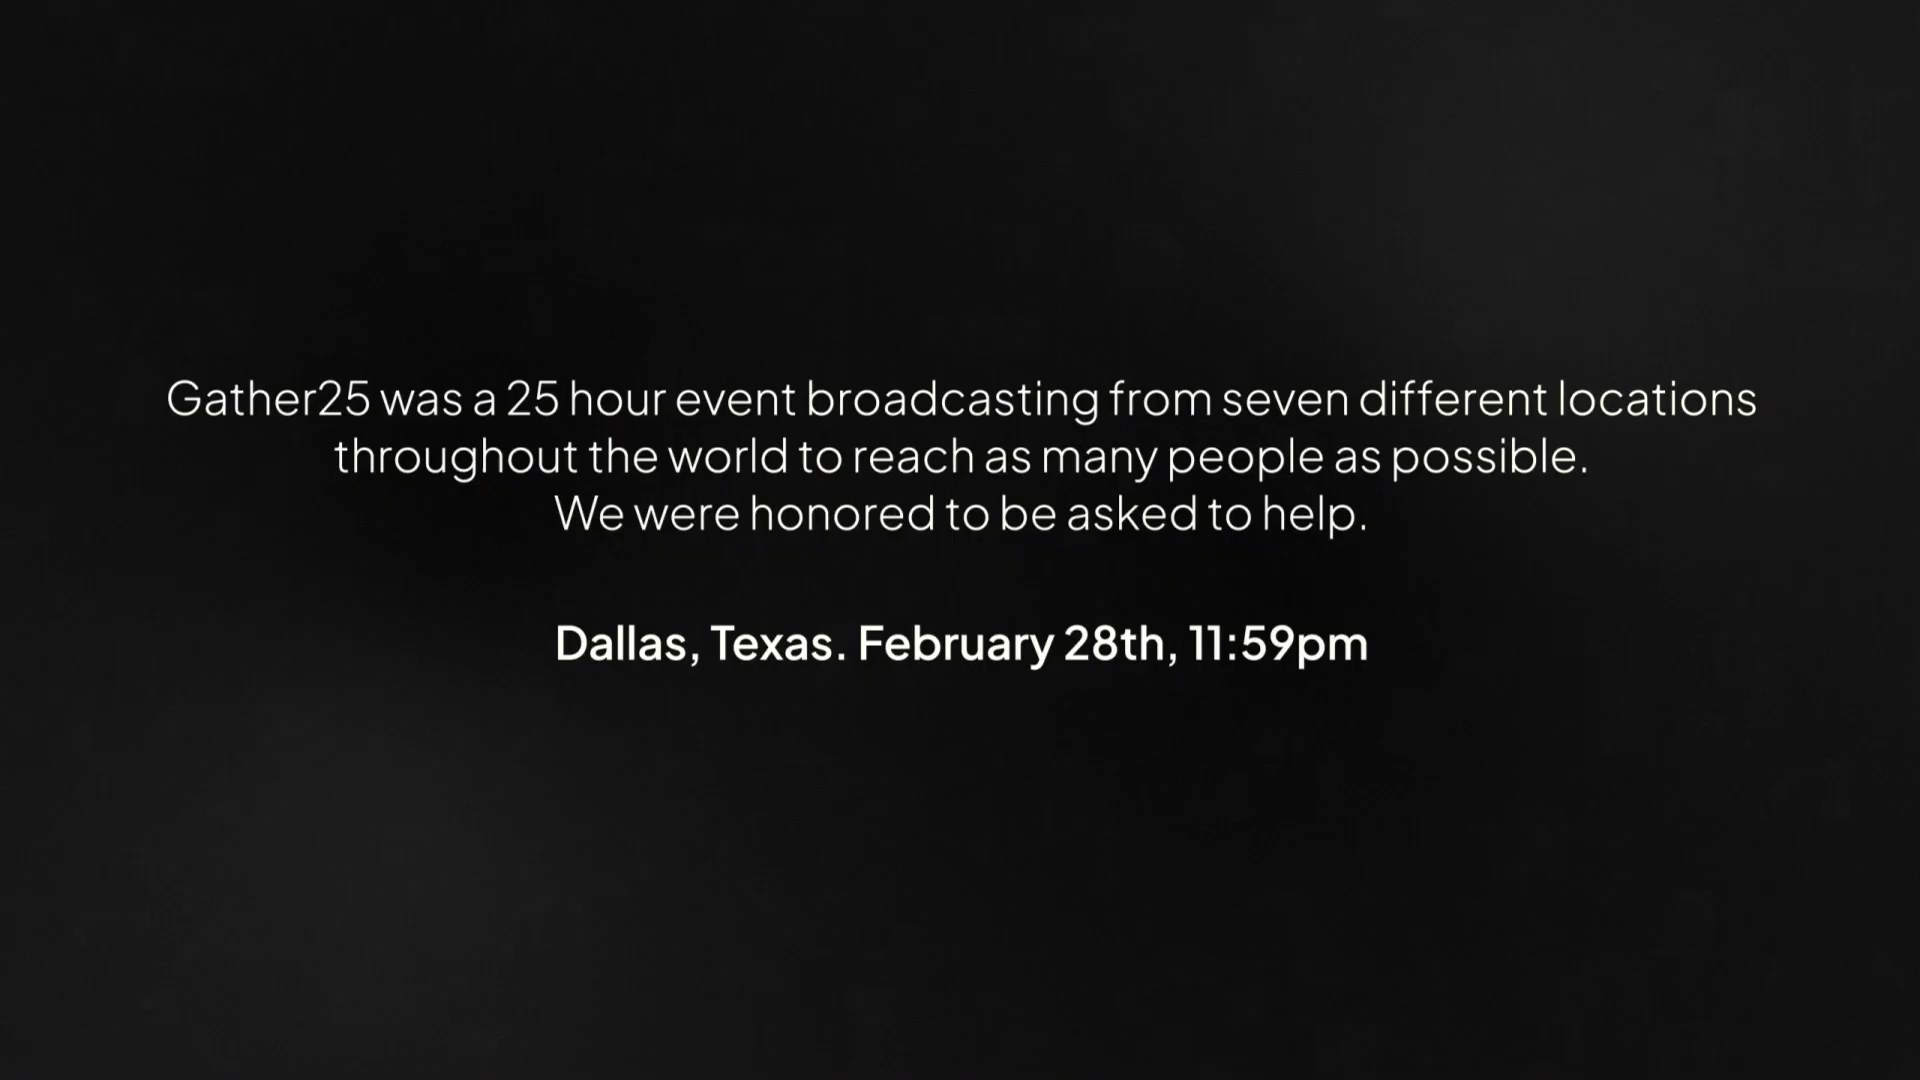 Gather25 was a 25 hour event broadcasting from seven different locations
throughout the world to reach as many people as possible.
We were honored to be asked to help.
Dallas, Texas. February 28th, 11:59pm